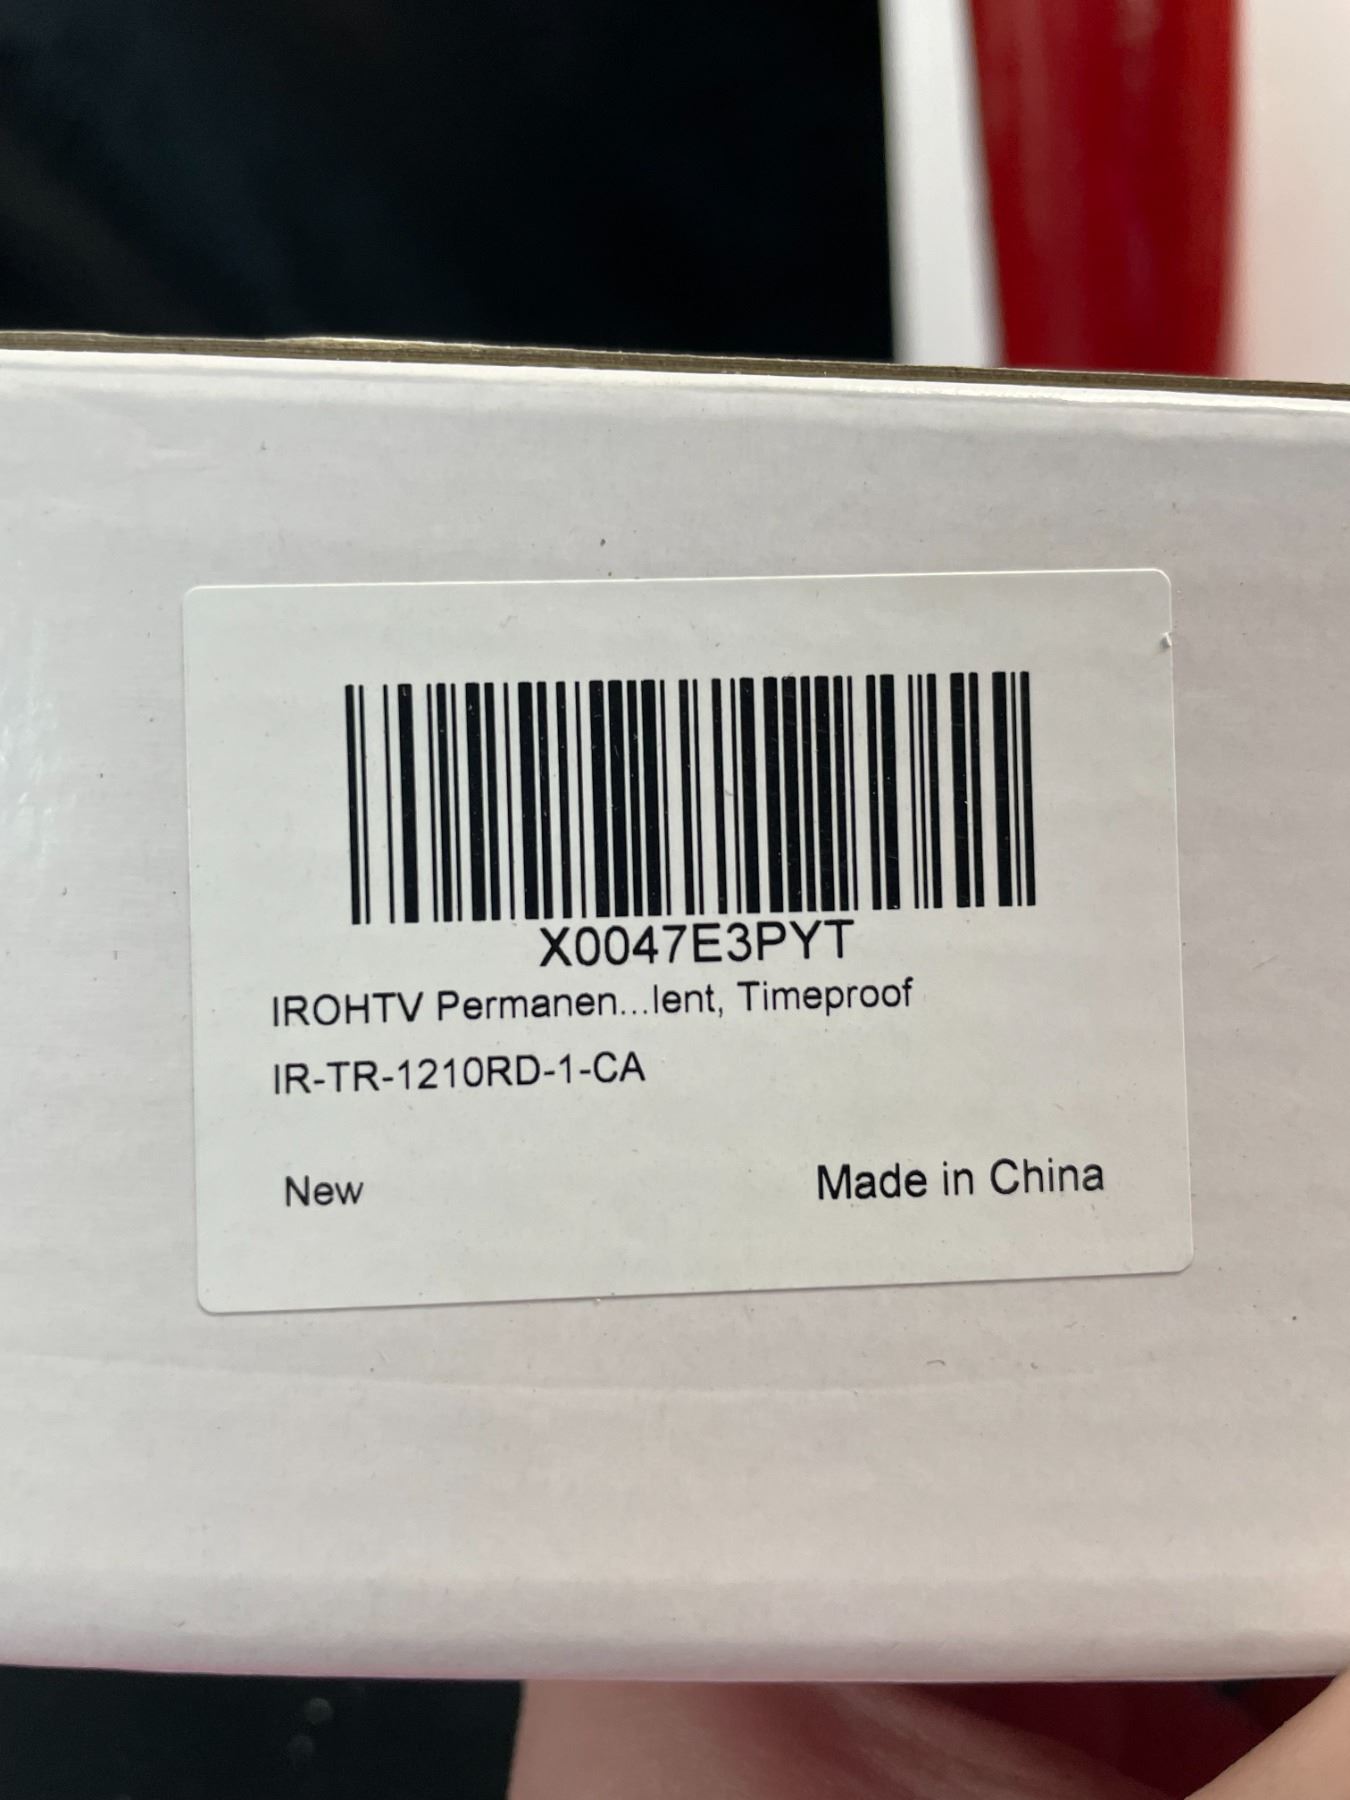 X0047E3PYT
IROHTV Permanen...lent, Timeproof
IR-TR-1210RD-1-CA
New
Made in China